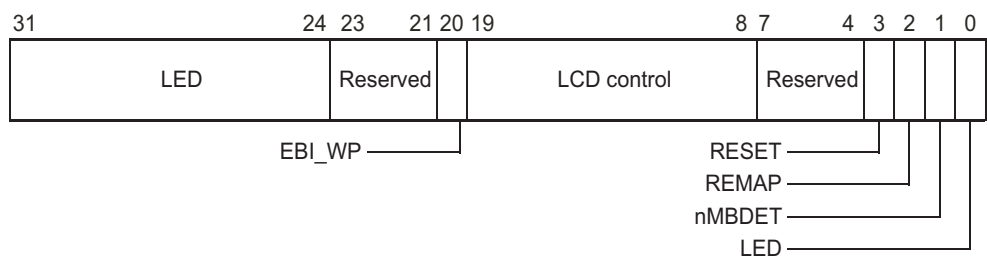 31 24 23 21 20 19 8 7 4 3 2 1 0
LED Reserved LCD control Reserved
EBI_WP RESET
REMAP
nMBDET
LED